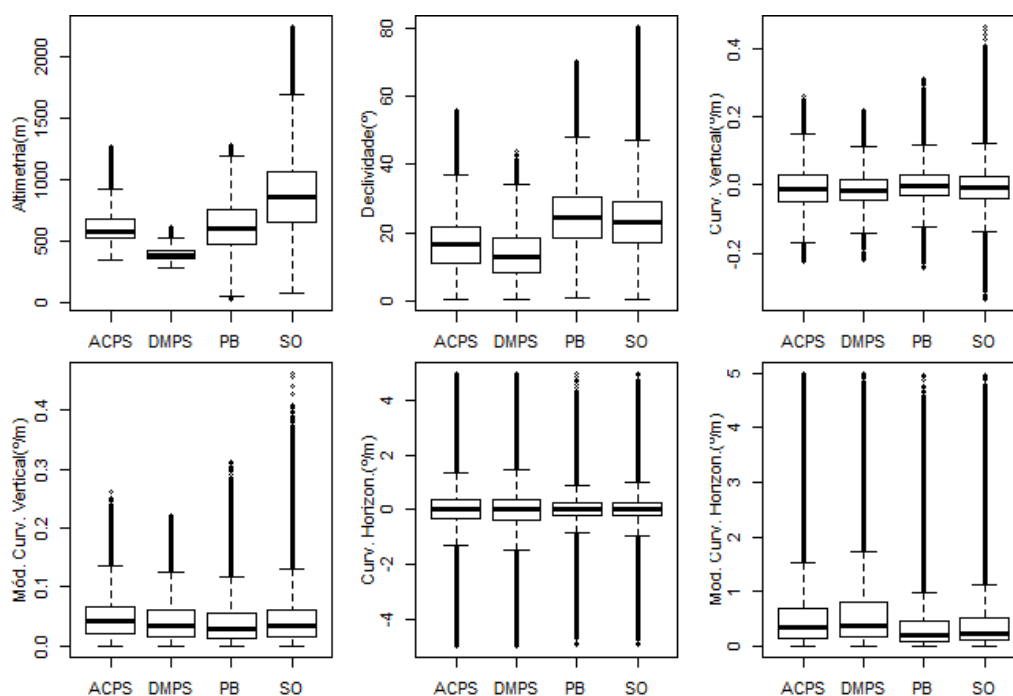 Altimetria(m)
0
500
1000
1500
2000
ACPS DMPS PB SO
Declividade(º)
0
20
40
60
80
ACPS DMPS PB SO
Curv. Vertical(º/m)
-0.2
0.0
0.2
0.4
ACPS DMPS PB SO
Mód. Curv. Vertical(º/m)
0.0
0.1
0.2
0.3
0.4
ACPS DMPS PB SO
Curv. Horizon.(º/m)
-4
-2
0
2
4
ACPS DMPS PB SO
Mód. Curv. Horizon.(º/m)
0
1
2
3
4
5
ACPS DMPS PB SO